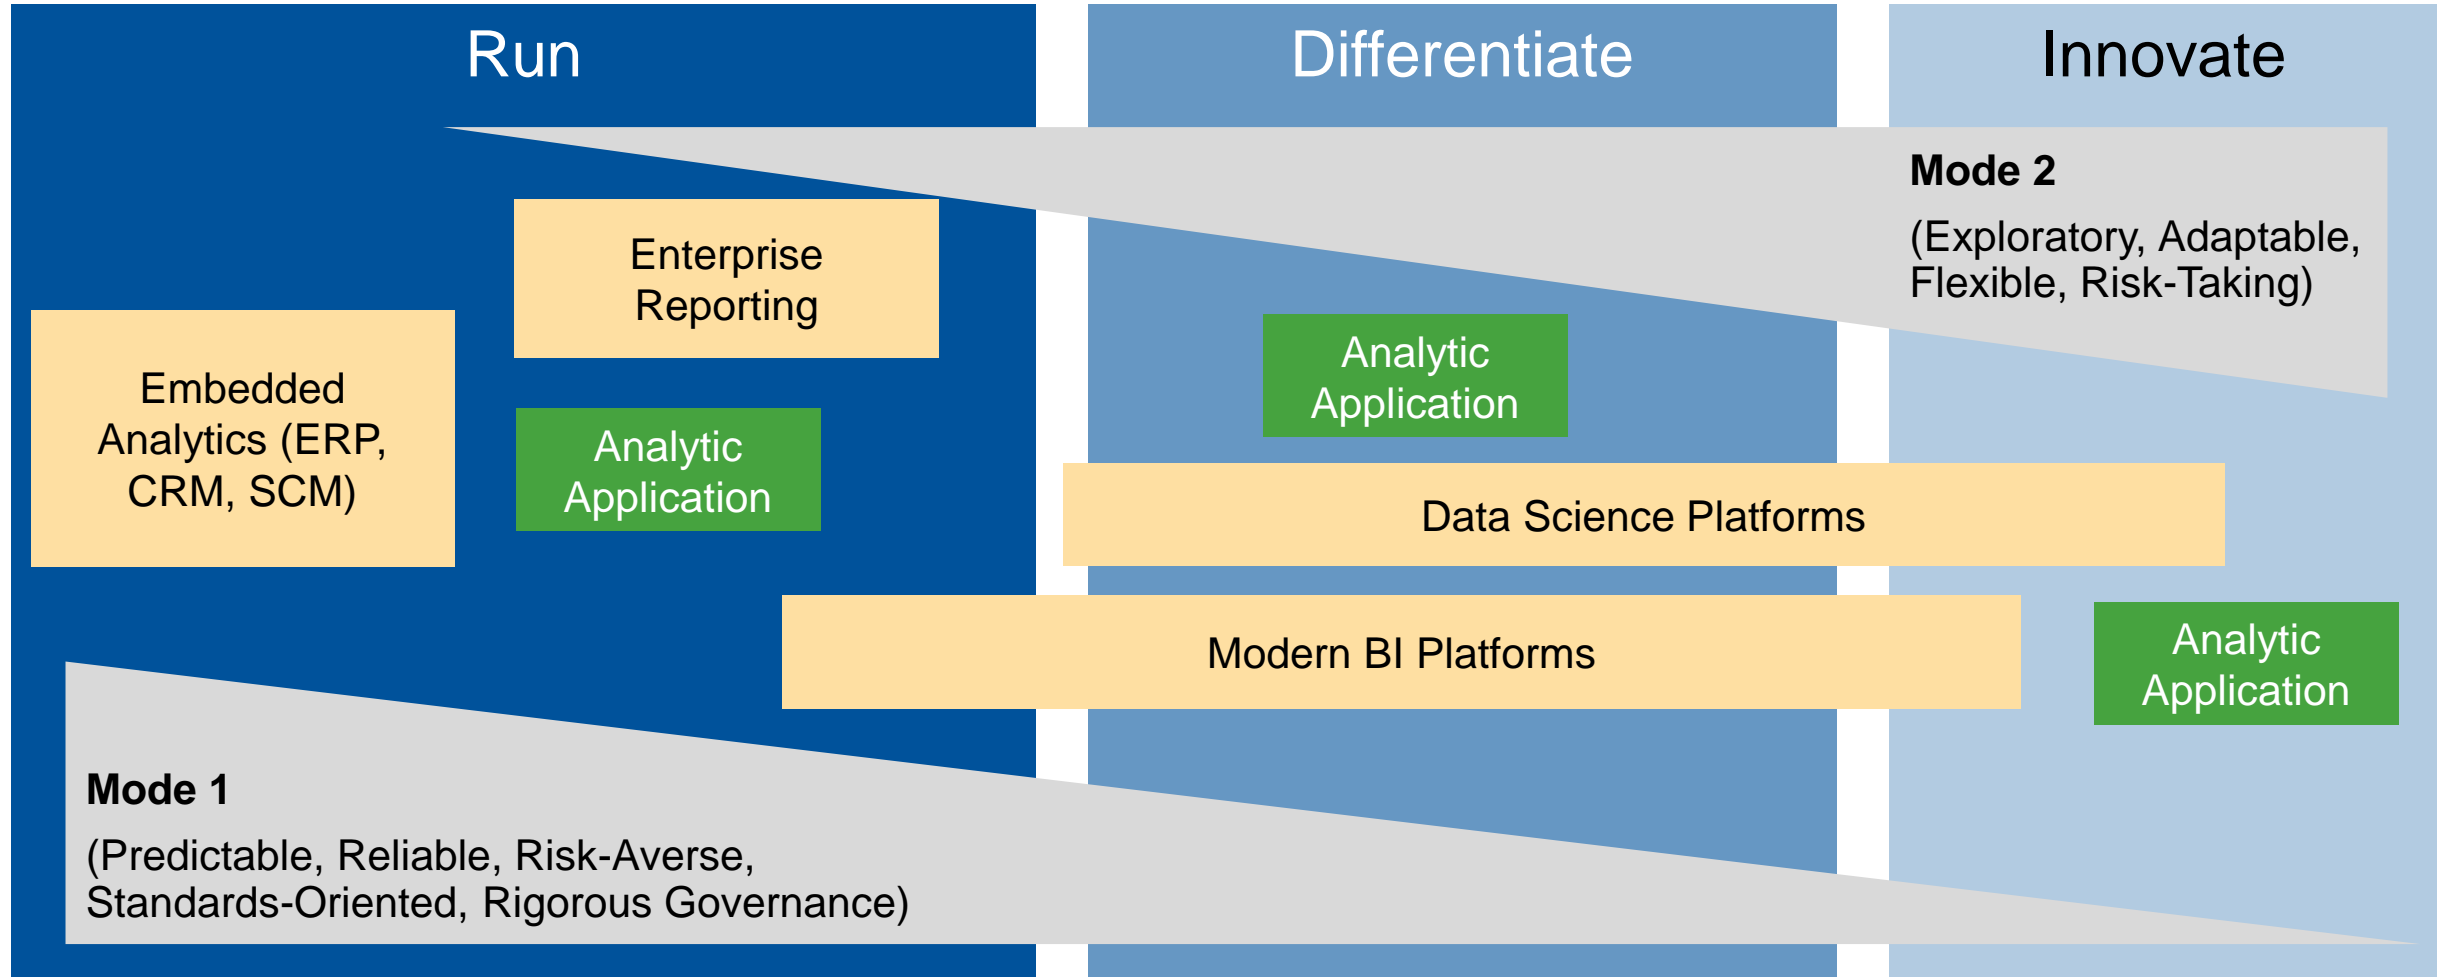 Run
Differentiate
Innovate
Mode 2
(Exploratory, Adaptable,
Flexible, Risk-Taking)
Enterprise
Reporting
Embedded
Analytics (ERP,
CRM, SCM)
Analytic
Application
Analytic
Application
Data Science Platforms
Modern BI Platforms
Analytic
Application
Mode 1
(Predictable, Reliable, Risk-Averse,
Standards-Oriented, Rigorous Governance)